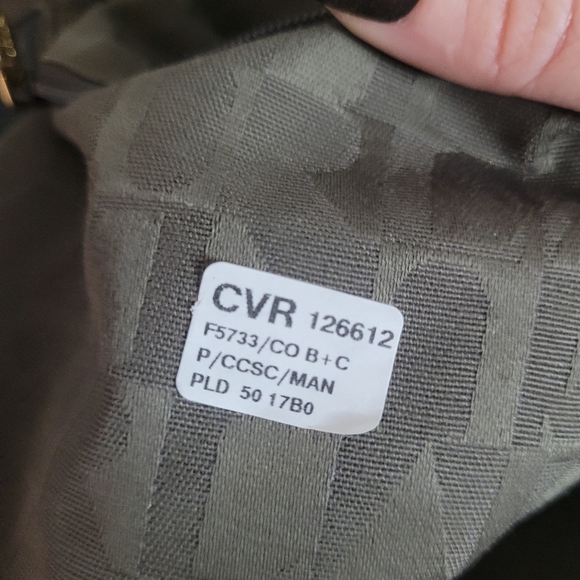 CVR 126612
F5733/CO B+C
P/CCSC/MAN
PLD 50 17B0